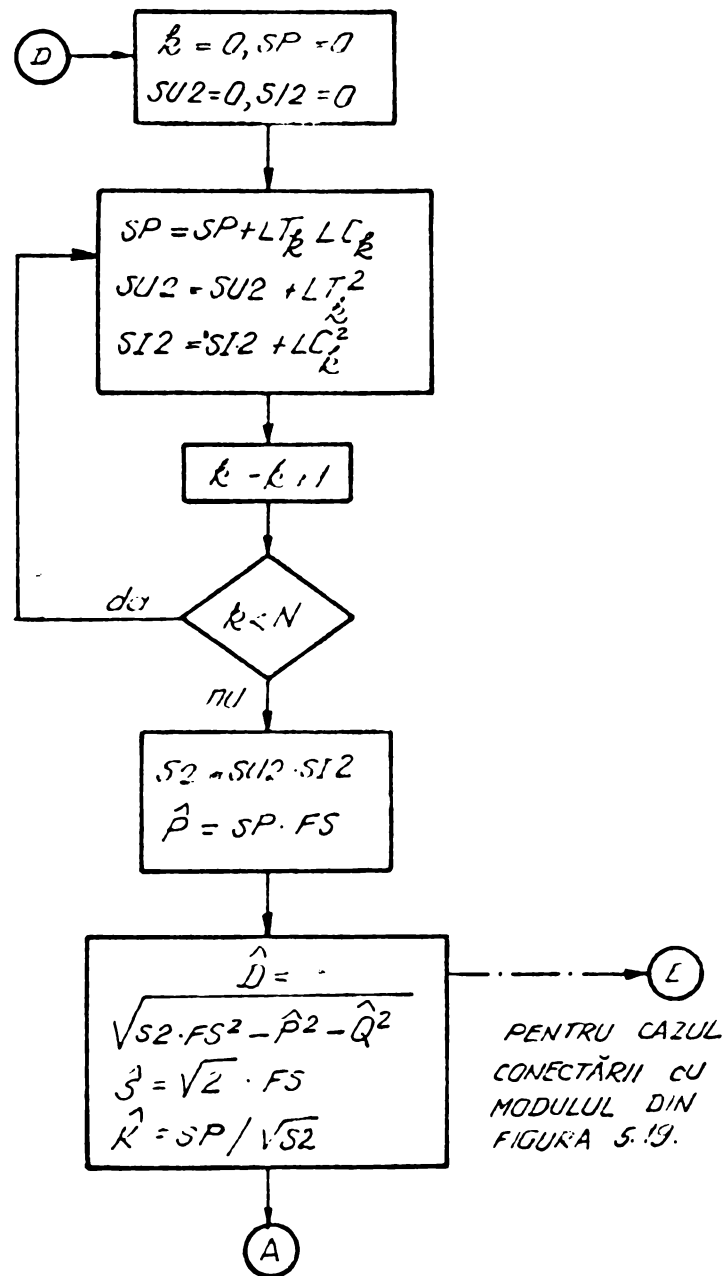 D
k = 0, SP = 0
SU2=0, SI2 = 0
SP = SP + LT_k LC_k
SU2 = SU2 + LT_k^2
SI2 = SI2 + LC_k^2
k - k + 1
k < N
da
nu
S2 = SU2 · SI2
P̂ = SP · FS
D̂ =
√S2 · FS² − P̂² − Q̂²
Ŝ = √2 · FS
K̂ = SP / √S2
E
PENTRU CAZUL
CONECTĂRII CU
MODULUL DIN
FIGURA 5.19.
A